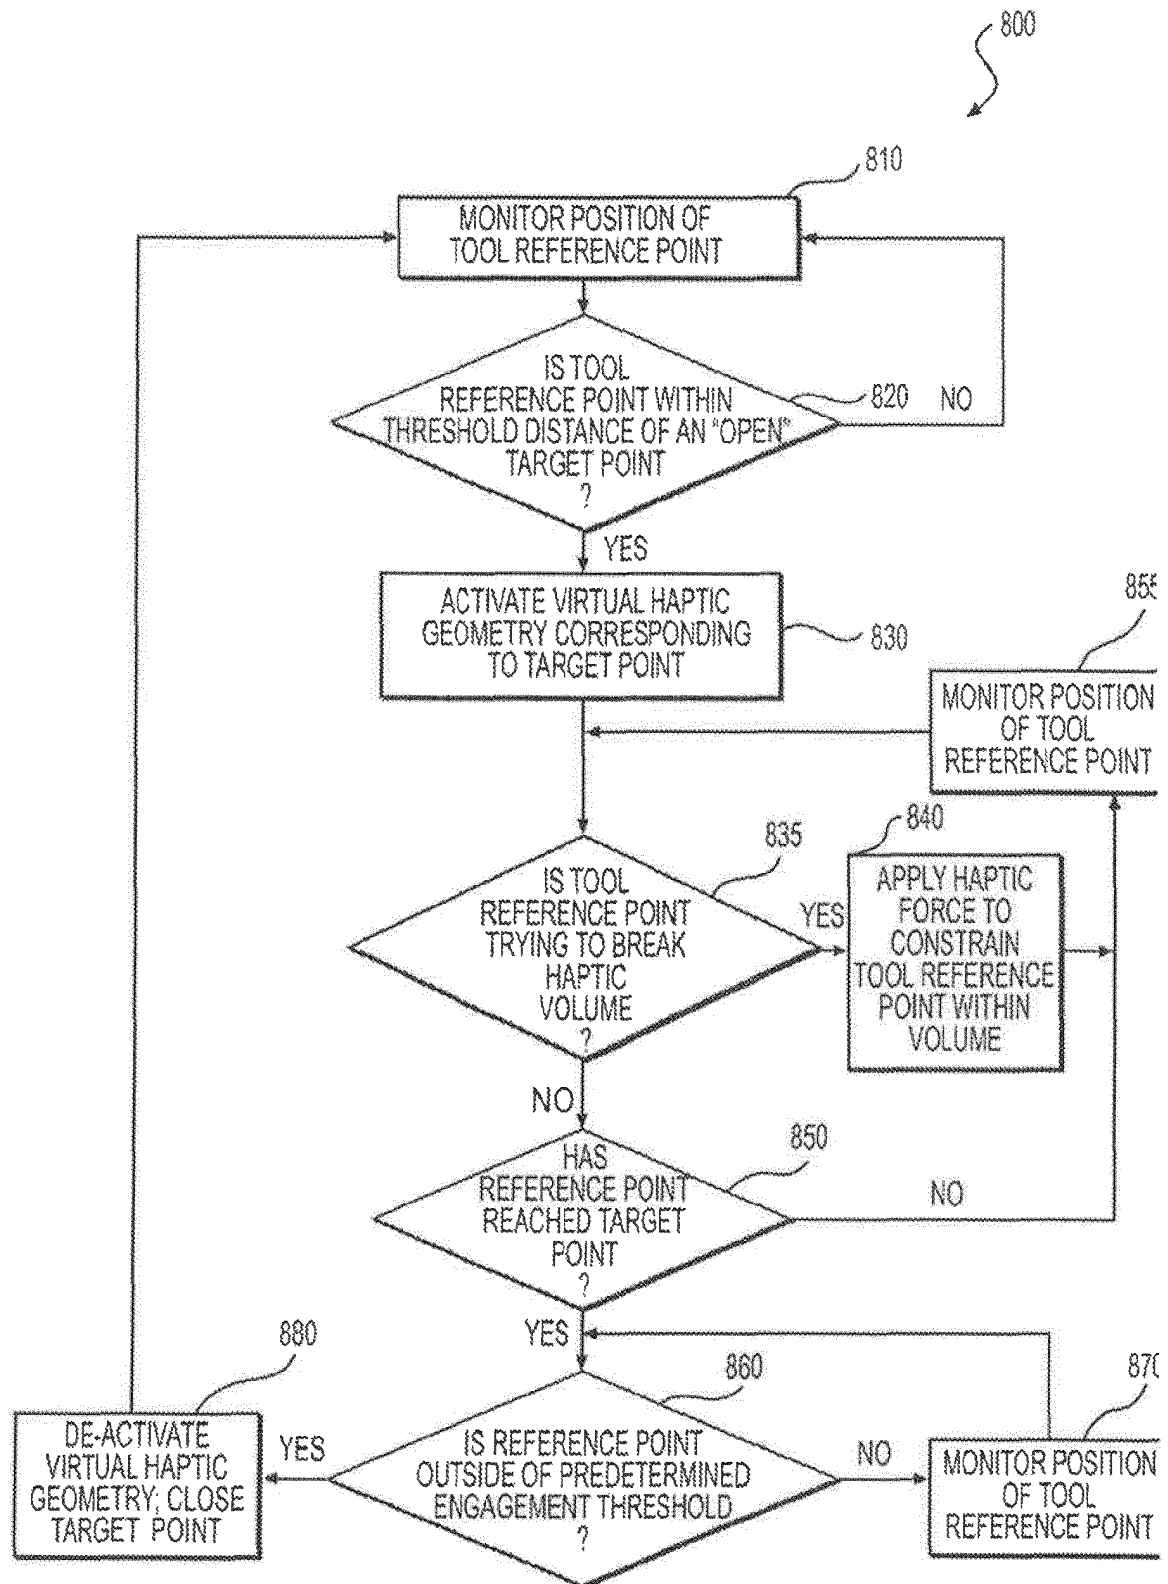 800
810
MONITOR POSITION OF
TOOL REFERENCE POINT
IS TOOL
REFERENCE POINT WITHIN
THRESHOLD DISTANCE OF AN "OPEN"
TARGET POINT
?
820
NO
YES
ACTIVATE VIRTUAL HAPTIC
GEOMETRY CORRESPONDING
TO TARGET POINT
830
855
MONITOR POSITION
OF TOOL
REFERENCE POINT
835
IS TOOL
REFERENCE POINT
TRYING TO BREAK
HAPTIC
VOLUME
?
YES
840
APPLY HAPTIC
FORCE TO
CONSTRAIN
TOOL REFERENCE
POINT WITHIN
VOLUME
NO
850
HAS
REFERENCE POINT
REACHED TARGET
POINT
?
NO
YES
880
DE-ACTIVATE
VIRTUAL HAPTIC
GEOMETRY; CLOSE
TARGET POINT
YES
860
IS REFERENCE POINT
OUTSIDE OF PREDETERMINED
ENGAGEMENT THRESHOLD
?
NO
870
MONITOR POSITION
OF TOOL
REFERENCE POINT